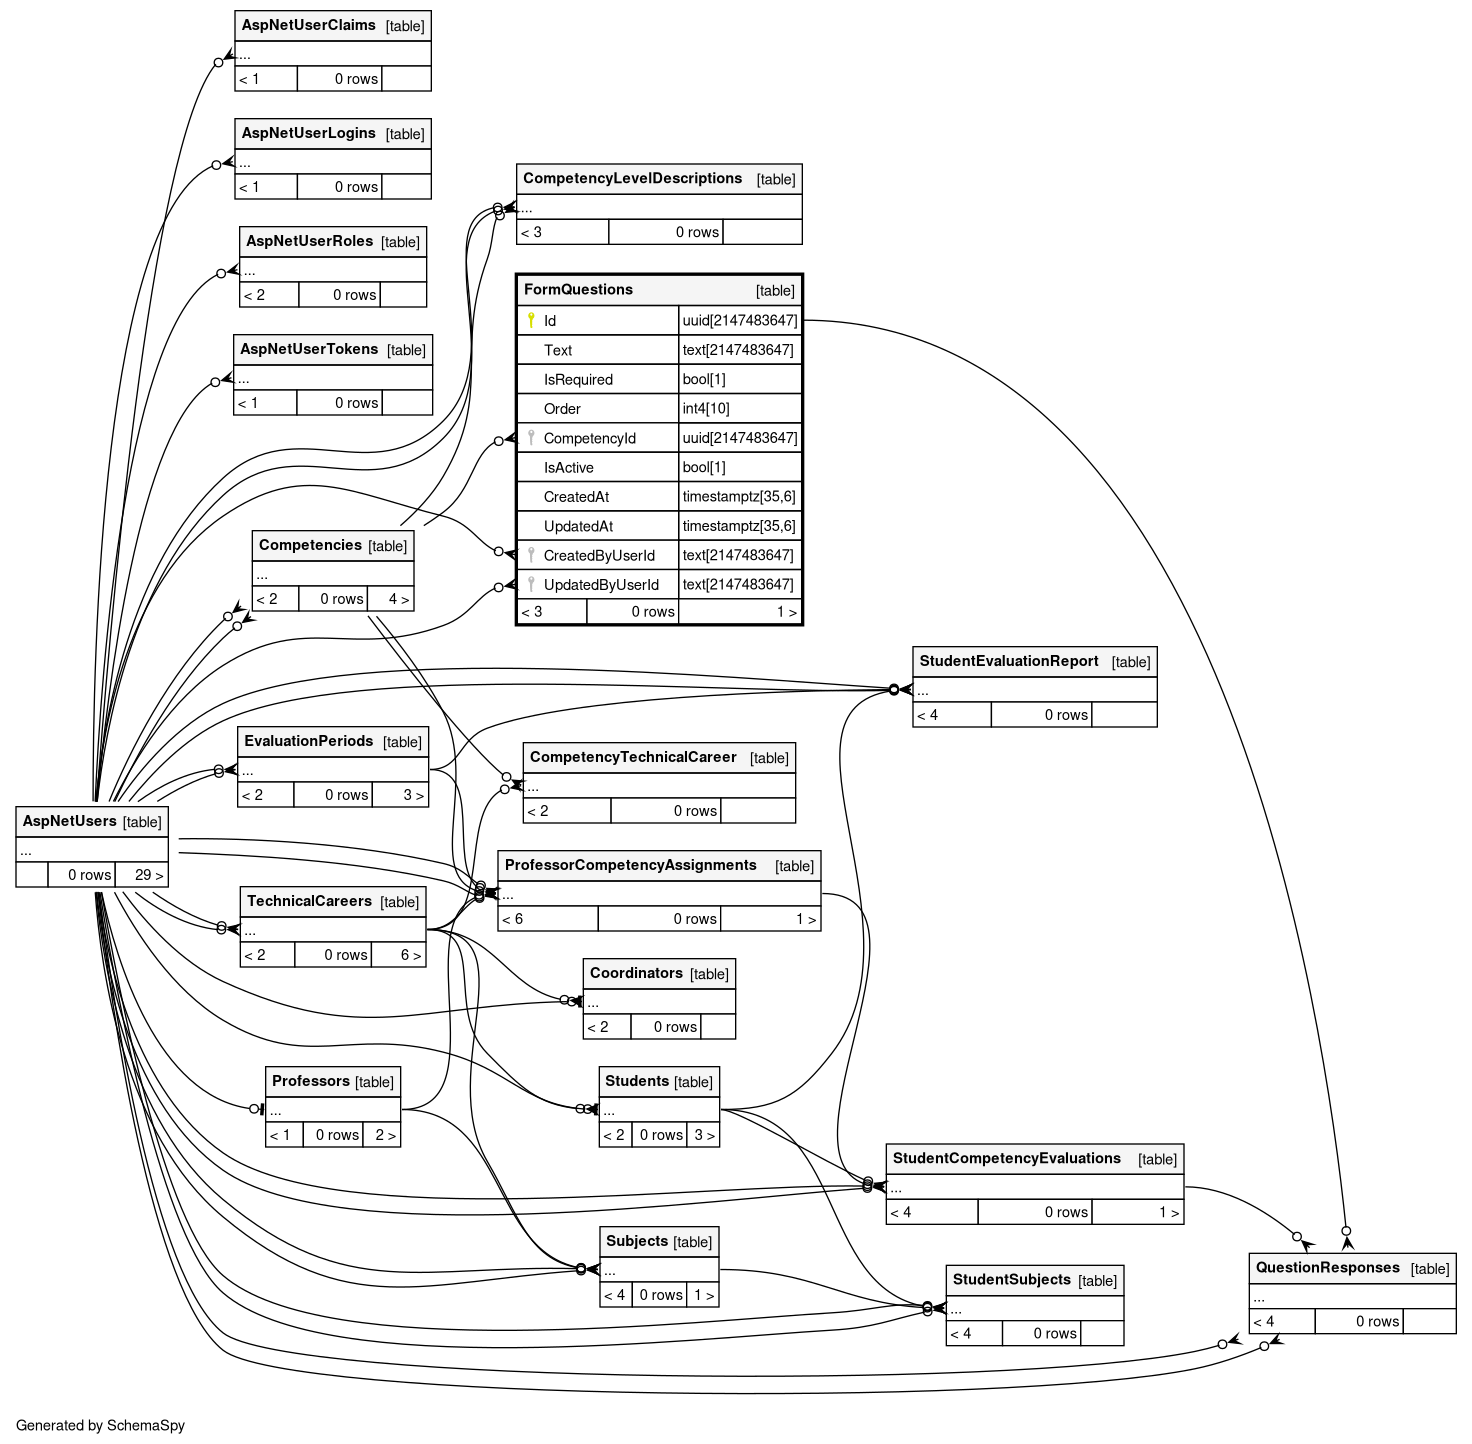 AspNetUserClaims [table]
...
< 1 0 rows
AspNetUserLogins [table]
...
< 1 0 rows
AspNetUserRoles [table]
...
< 2 0 rows
AspNetUserTokens [table]
...
< 1 0 rows
CompetencyLevelDescriptions [table]
...
< 3 0 rows
FormQuestions [table]
Id uuid[2147483647]
Text text[2147483647]
IsRequired bool[1]
Order int4[10]
CompetencyId uuid[2147483647]
IsActive bool[1]
CreatedAt timestamptz[35,6]
UpdatedAt timestamptz[35,6]
CreatedByUserId text[2147483647]
UpdatedByUserId text[2147483647]
< 3 0 rows 1 >
Competencies [table]
...
< 2 0 rows 4 >
StudentEvaluationReport [table]
...
< 4 0 rows
EvaluationPeriods [table]
...
< 2 0 rows 3 >
CompetencyTechnicalCareer [table]
...
< 2 0 rows
AspNetUsers [table]
...
0 rows 29 >
ProfessorCompetencyAssignments [table]
...
< 6 0 rows 1 >
TechnicalCareers [table]
...
< 2 0 rows 6 >
Coordinators [table]
...
< 2 0 rows
Professors [table]
...
< 1 0 rows 2 >
Students [table]
...
< 2 0 rows 3 >
StudentCompetencyEvaluations [table]
...
< 4 0 rows 1 >
Subjects [table]
...
< 4 0 rows 1 >
StudentSubjects [table]
...
< 4 0 rows
QuestionResponses [table]
...
< 4 0 rows
Generated by SchemaSpy